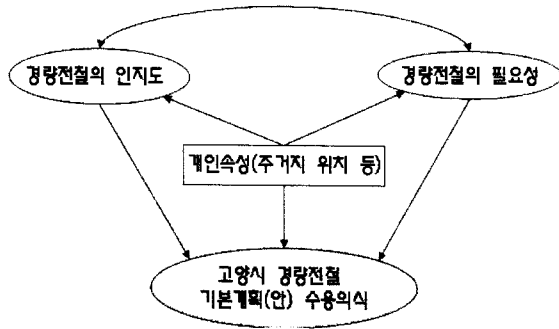 경량전철의 인지도
경량전철의 필요성
개인속성(주거지 위치 등)
고양시 경량전철
기본계획(안) 수용의식